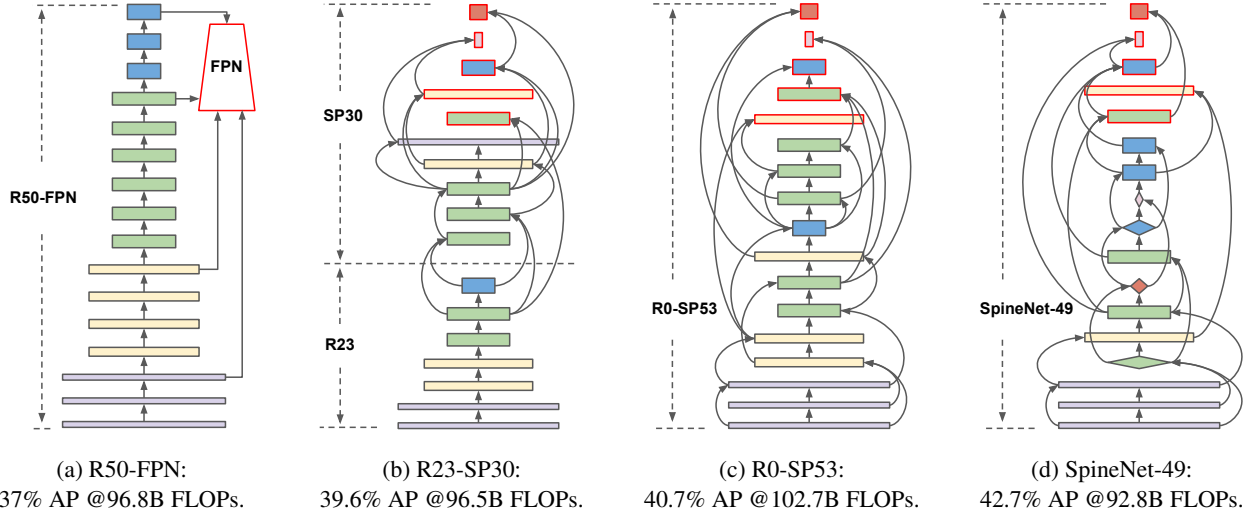 FPN
R50-FPN
SP30
R23
R0-SP53
SpineNet-49
(a) R50-FPN:
37% AP @96.8B FLOPs.
(b) R23-SP30:
39.6% AP @96.5B FLOPs.
(c) R0-SP53:
40.7% AP @102.7B FLOPs.
(d) SpineNet-49:
42.7% AP @92.8B FLOPs.